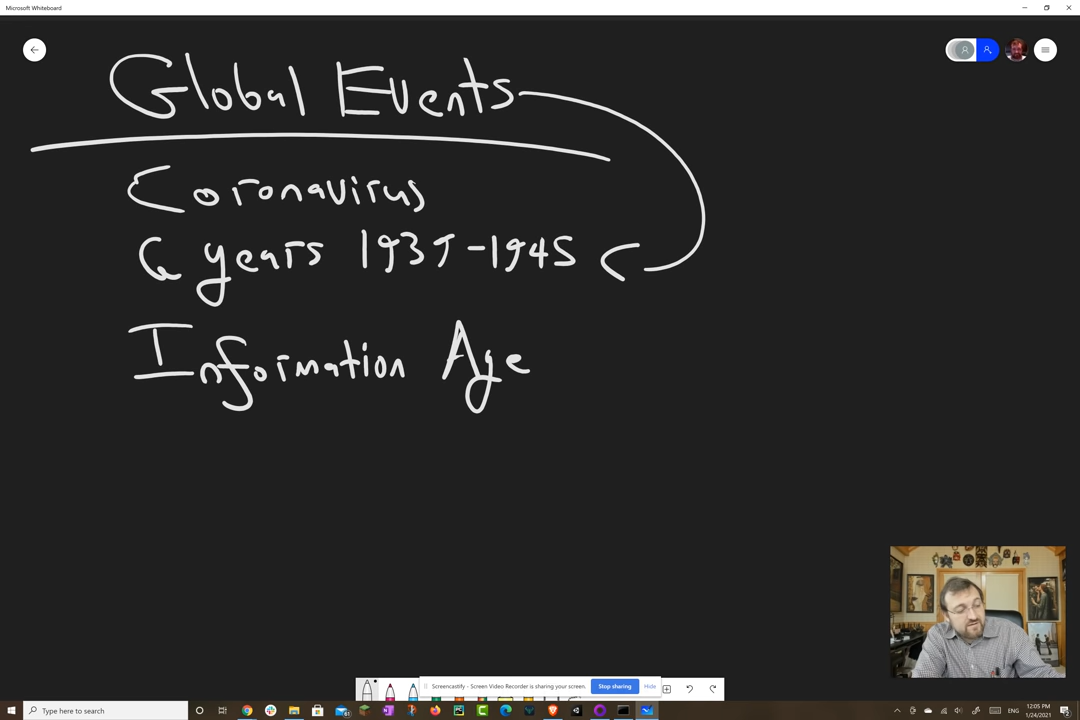 Microsoft Whiteboard
Global Events
Coronavirus
6 years 1939-1945
Information Age
Screencastify - Screen Video Recorder is sharing your screen.
Stop sharing
Hide
Type here to search
ENG
12:05 PM
1/24/2021